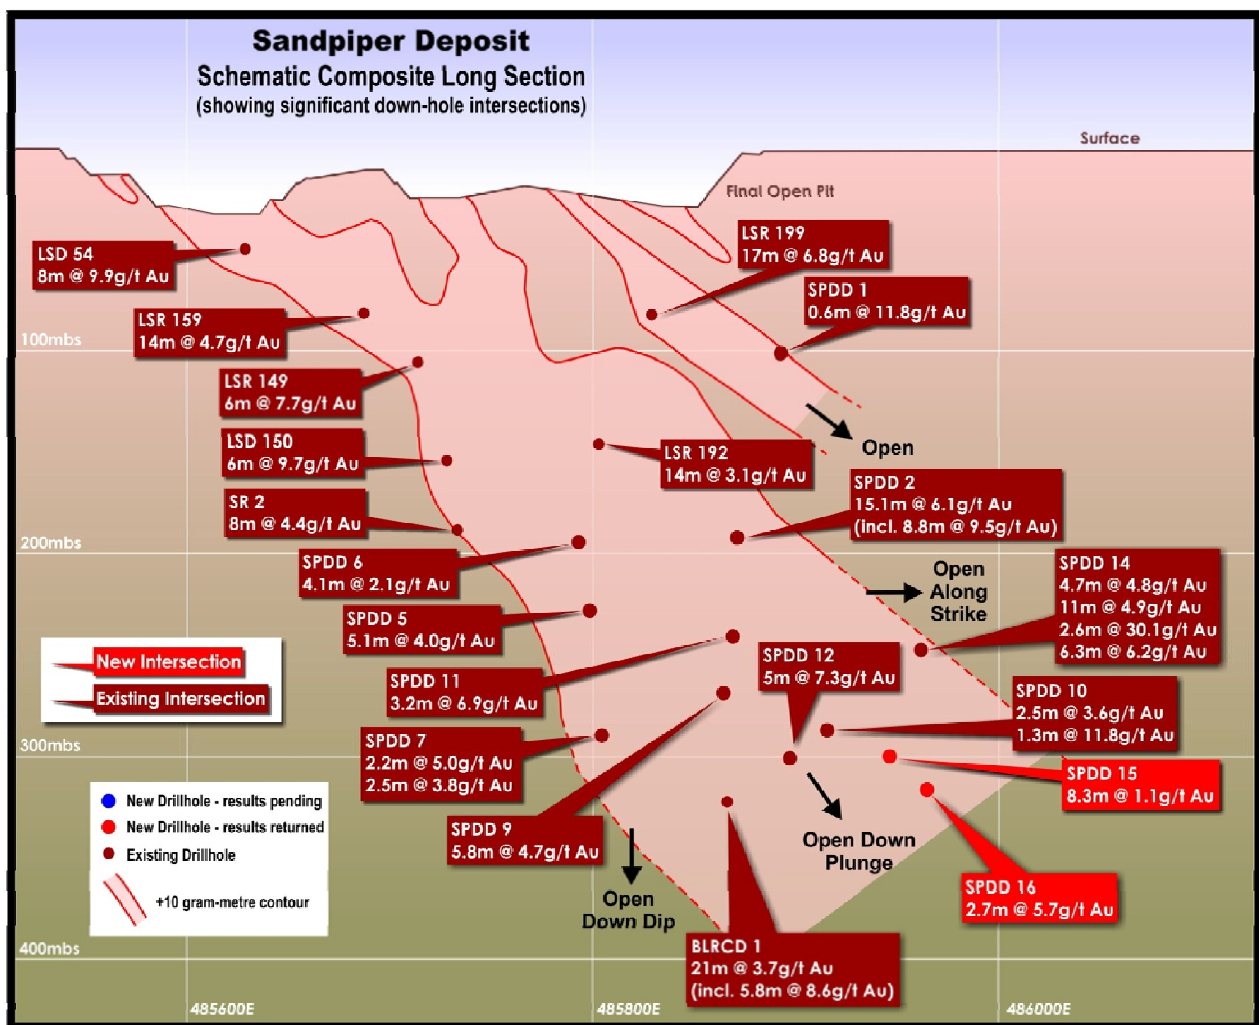 Sandpiper Deposit
Schematic Composite Long Section
(showing significant down-hole intersections)
Surface
Final Open Pit
LSD 54
8m @ 9.9g/t Au
LSR 199
17m @ 6.8g/t Au
SPDD 1
0.6m @ 11.8g/t Au
LSR 159
14m @ 4.7g/t Au
100mbs
LSR 149
6m @ 7.7g/t Au
Open
LSD 150
6m @ 9.7g/t Au
LSR 192
14m @ 3.1g/t Au
SPDD 2
15.1m @ 6.1g/t Au
(incl. 8.8m @ 9.5g/t Au)
SR 2
8m @ 4.4g/t Au
200mbs
SPDD 6
4.1m @ 2.1g/t Au
Open
Along
Strike
SPDD 14
4.7m @ 4.8g/t Au
11m @ 4.9g/t Au
2.6m @ 30.1g/t Au
6.3m @ 6.2g/t Au
SPDD 5
5.1m @ 4.0g/t Au
New Intersection
Existing Intersection
SPDD 12
5m @ 7.3g/t Au
SPDD 11
3.2m @ 6.9g/t Au
SPDD 10
2.5m @ 3.6g/t Au
1.3m @ 11.8g/t Au
300mbs
SPDD 7
2.2m @ 5.0g/t Au
2.5m @ 3.8g/t Au
SPDD 15
8.3m @ 1.1g/t Au
New Drillhole - results pending
New Drillhole - results returned
Existing Drillhole
+10 gram-metre contour
SPDD 9
5.8m @ 4.7g/t Au
Open Down
Plunge
SPDD 16
2.7m @ 5.7g/t Au
Open
Down Dip
400mbs
BLRCD 1
21m @ 3.7g/t Au
(incl. 5.8m @ 8.6g/t Au)
485600E
485800E
486000E